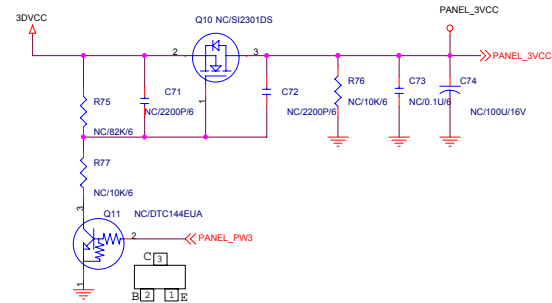 3DVCC
Q10 NC/SI2301DS
PANEL_3VCC
2
3
PANEL_3VCC
1
R75
NC/82K/6
C71
NC/2200P/6
C72
NC/2200P/6
R76
NC/10K/6
C73
NC/0.1U/6
C74
NC/100U/16V
R77
NC/10K/6
3
Q11
NC/DTC144EUA
2
PANEL_PW3
1
C 3
B 2 1 E